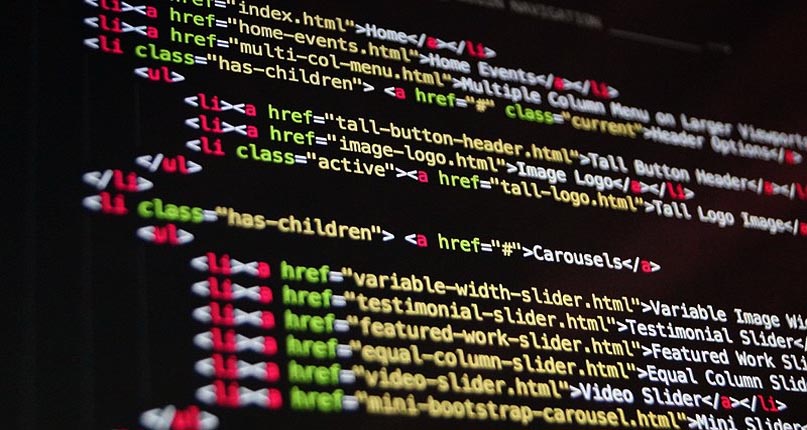 NAVIGATION
<li><a href="index.html">Home</a></li>
<li><a href="home-events.html">Home Events</a></li>
<li><a href="multi-col-menu.html">Multiple Column Menu on Larger Viewport
<li class="has-children"> <a href="#" class="current">Header Options</a
<ul>
<li><a href="tall-button-header.html">Tall Button Header</a></
<li><a href="image-logo.html">Image Logo</a></li>
<li class="active"><a href="tall-logo.html">Tall Logo Image</
</ul>
</li>
<li class="has-children"> <a href="#">Carousels</a>
<ul>
<li><a href="variable-width-slider.html">Variable Image Wi
<li><a href="testimonial-slider.html">Testimonial Slider</
<li><a href="featured-work-slider.html">Featured Work Sli
<li><a href="equal-column-slider.html">Equal Column Slid
<li><a href="video-slider.html">Video Slider</a></li>
<li><a href="mini-bootstrap-carousel.html">Mini Slider
</ul>